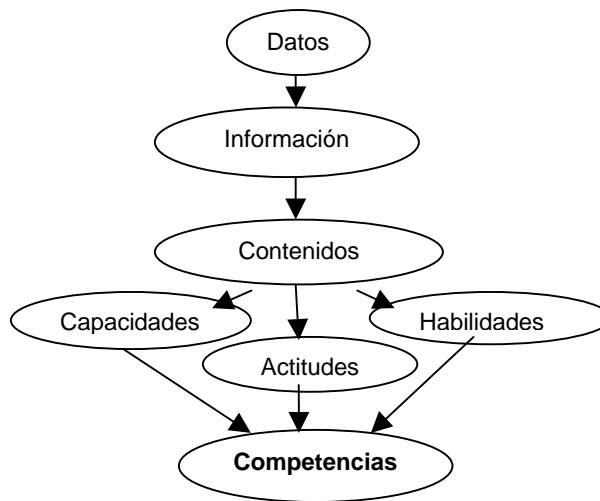 Datos
Información
Contenidos
Capacidades
Habilidades
Actitudes
Competencias